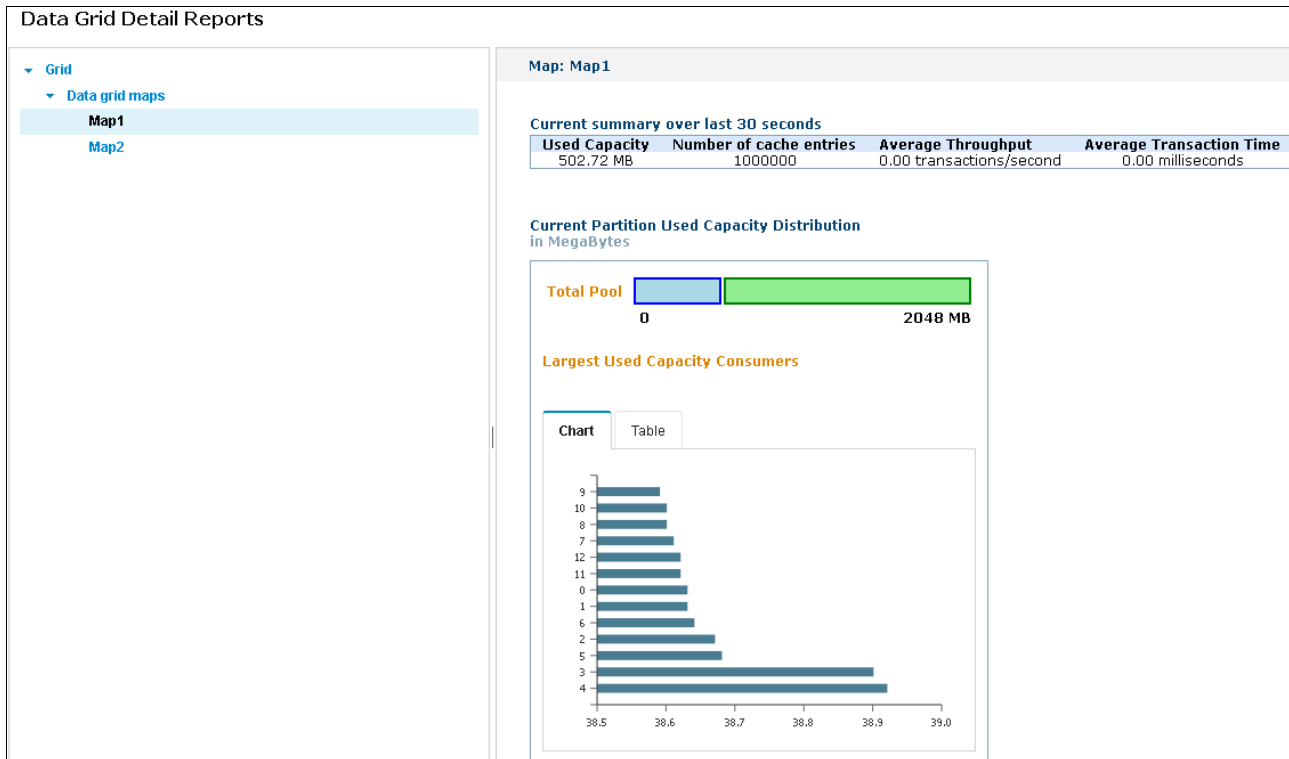 Data Grid Detail Reports
Grid
Data grid maps
Map1
Map2
Map: Map1
Current summary over last 30 seconds
Used Capacity Number of cache entries Average Throughput Average Transaction Time
502.72 MB 1000000 0.00 transactions/second 0.00 milliseconds
Current Partition Used Capacity Distribution
in MegaBytes
Total Pool
0 2048 MB
Largest Used Capacity Consumers
Chart Table
9
10
8
7
12
11
0
1
6
2
5
3
4
38.5 38.6 38.7 38.8 38.9 39.0